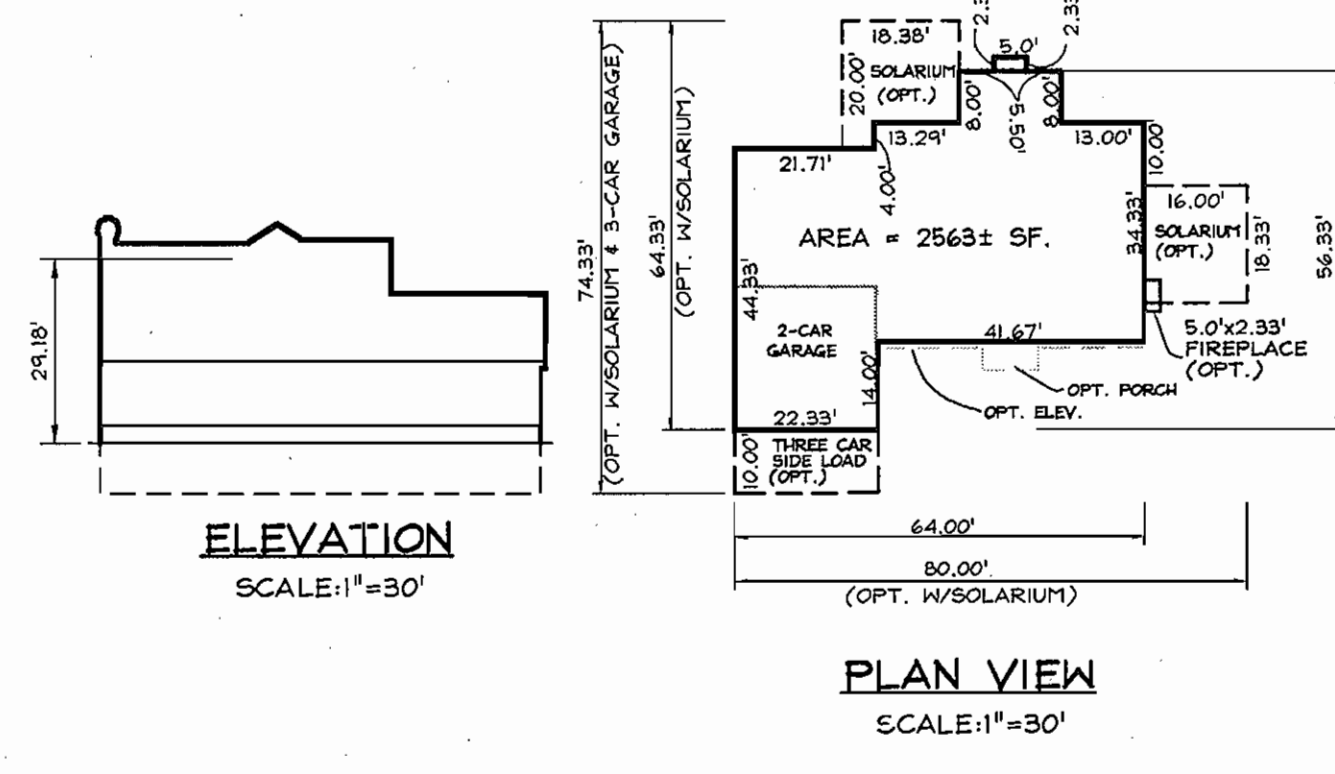 29.18'
ELEVATION
SCALE:1"=30'
74.33'
(OPT. W/SOLARIUM & 3-CAR GARAGE)
64.33'
(OPT. W/SOLARIUM)
18.38'
20.00'
SOLARIUM
(OPT.)
5.0'
8.00'
5.50'
8.00'
13.29'
13.00'
10.00
21.71'
4.00'
16.00'
SOLARIUM
(OPT.)
18.33'
34.33'
56.33'
AREA = 2563± SF.
44.33'
2-CAR
GARAGE
41.67'
14.00'
5.0'x2.33'
FIREPLACE
(OPT.)
OPT. PORCH
OPT. ELEV.
22.33'
10.00'
THREE CAR
SIDE LOAD
(OPT.)
64.00'
80.00'
(OPT. W/SOLARIUM)
PLAN VIEW
SCALE:1"=30'